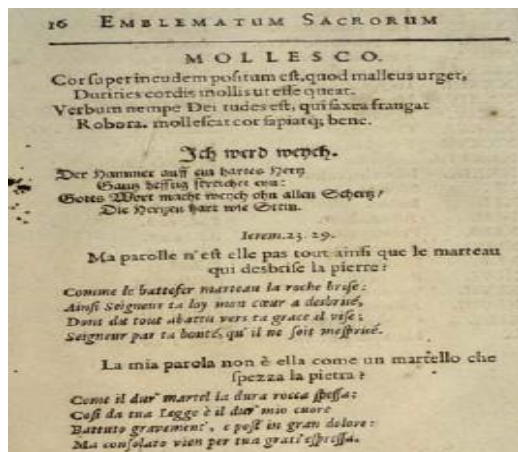 16 EMBLEMATUM SACRORUM
MOLLESCO.
Cor super incudem positum est, quod malleus urget,
Durities cordis mollis ut esse queat.
Verbum nempe Dei tudes est, qui saxea frangat
Robora. mollescat cor sapiatq; bene.
Ich werd weych.
Der Hammer auff ein hartes Hertz
Gantz hefftig streichet ein:
Gottes Wort macht weych ohn allen Schertz/
Die Hertzen hart wie Stein.
Ierem. 23. 29.
Ma parolle n'est elle pas tout ainsi que le marteau
qui desbrise la pierre?
Comme le battefer marteau la roche brise:
Ainsi Seigneur ta loy mon cœur a desbrisé,
Dont du tout abattu vers ta grace il vise;
Seigneur par ta bonté, qu'il ne soit mesprisé.
La mia parola non è ella come un martello che
spezza la pietra?
Come il dur' martel la dura rocca spessa:
Cosi da tua Legge è il dur' mio cuore
Battuto gravement', e post' in gran dolore:
Ma consolato vien per tua grati' espressa.